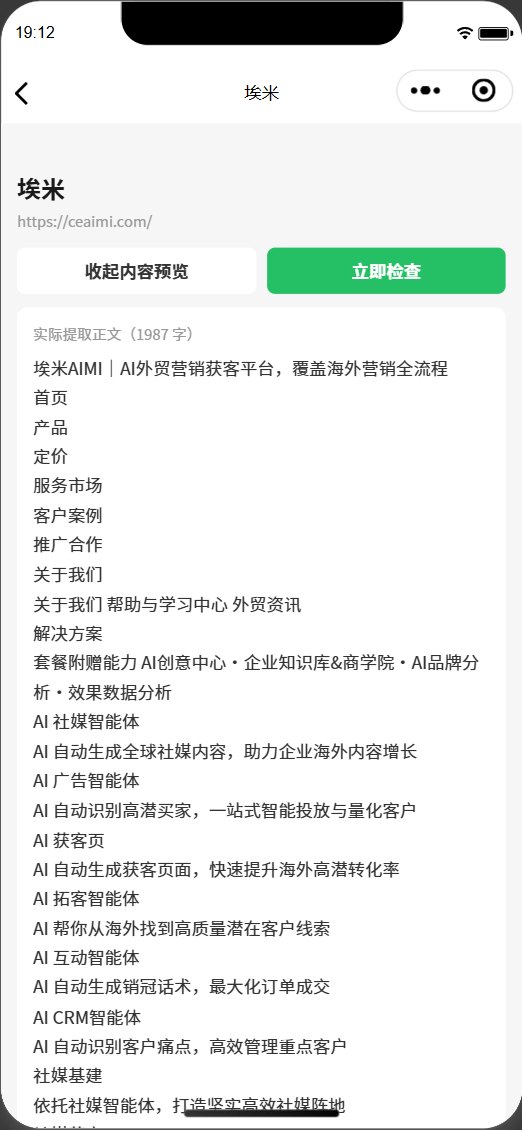 19:12
埃米
埃米
https://ceaimi.com/
收起内容预览
立即检查
实际提取正文（1987 字）
埃米AIMI｜AI外贸营销获客平台，覆盖海外营销全流程
首页
产品
定价
服务市场
客户案例
推广合作
关于我们
关于我们 帮助与学习中心 外贸资讯
解决方案
套餐附赠能力 AI创意中心·企业知识库&商学院·AI品牌分
析·效果数据分析
AI 社媒智能体
AI 自动生成全球社媒内容，助力企业海外内容增长
AI 广告智能体
AI 自动识别高潜买家，一站式智能投放与量化客户
AI 获客页
AI 自动生成获客页面，快速提升海外高潜转化率
AI 拓客智能体
AI 帮你从海外找到高质量潜在客户线索
AI 互动智能体
AI 自动生成销冠话术，最大化订单成交
AI CRM智能体
AI 自动识别客户痛点，高效管理重点客户
社媒基建
依托社媒智能体，打造坚实高效社媒阵地